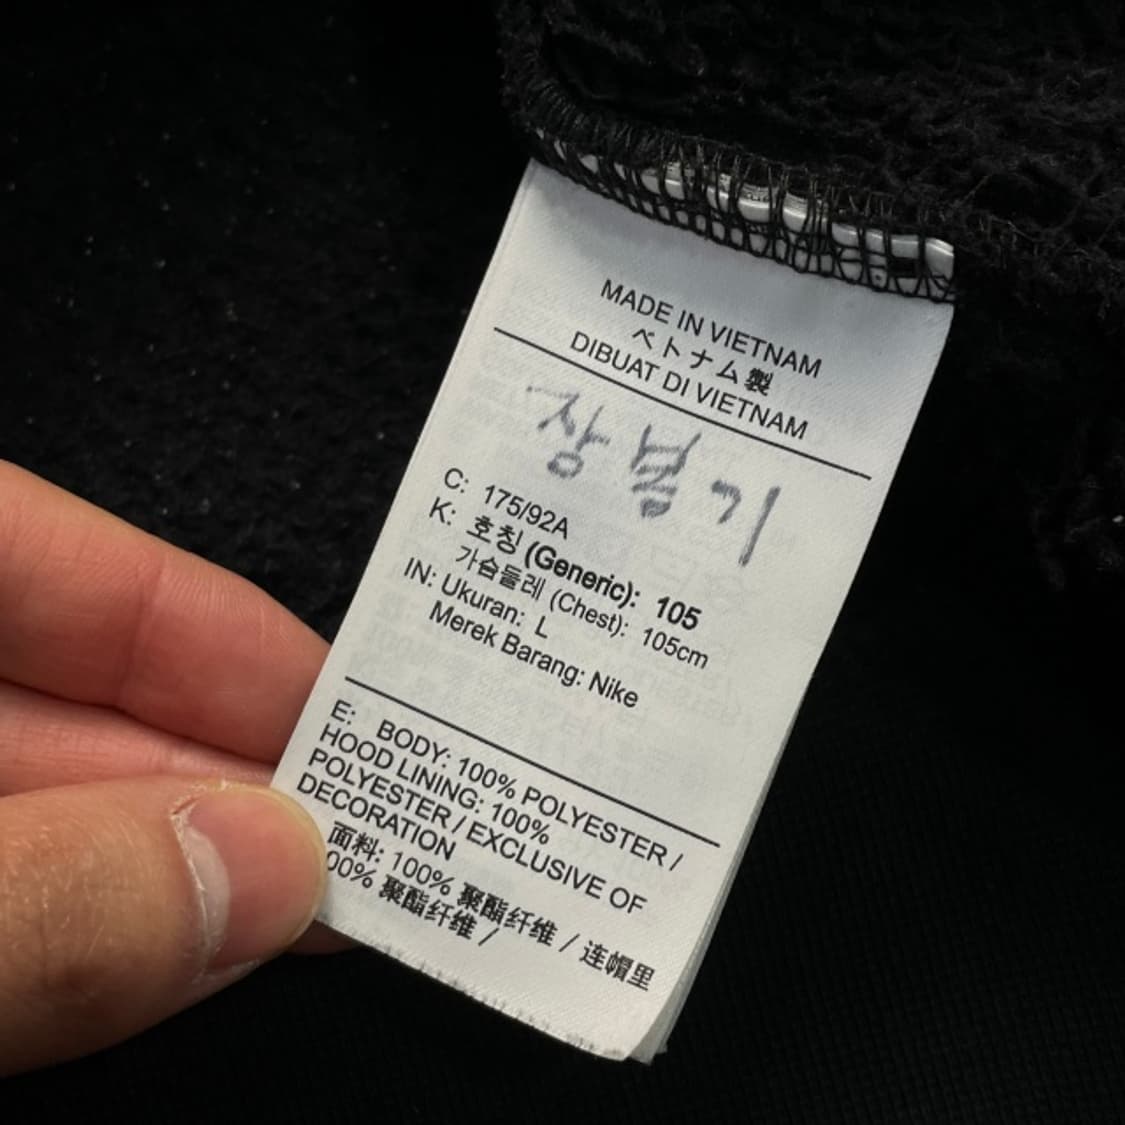 MADE IN VIETNAM
ベトナム製
DIBUAT DI VIETNAM
장봉기
C: 175/92A
K: 호칭 (Generic): 105
가슴둘레 (Chest): 105cm
IN: Ukuran: L
Merek Barang: Nike
E: BODY: 100% POLYESTER /
HOOD LINING: 100%
POLYESTER / EXCLUSIVE OF
DECORATION
面料: 100% 聚酯纤维 / 连帽里
00% 聚酯纤维 /